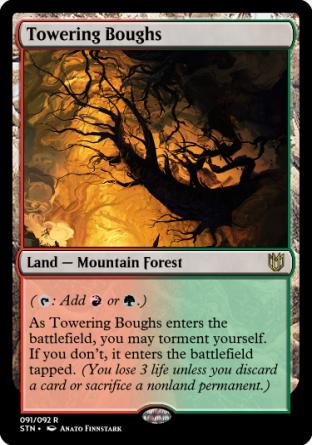 Towering Boughs
Land — Mountain Forest
(: Add or .)
As Towering Boughs enters the
battlefield, you may torment yourself.
If you don't, it enters the battlefield
tapped. (You lose 3 life unless you discard
a card or sacrifice a nonland permanent.)
091/092 R
STN • Anato Finnstark